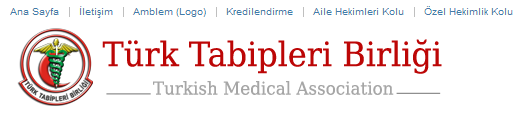 Ana Sayfa | İletişim | Amblem (Logo) | Kredilendirme | Aile Hekimleri Kolu | Özel Hekimlik Kolu
Türk Tabipleri Birliği
Turkish Medical Association
TÜRK TABİPLERİ BİRLİĞİ